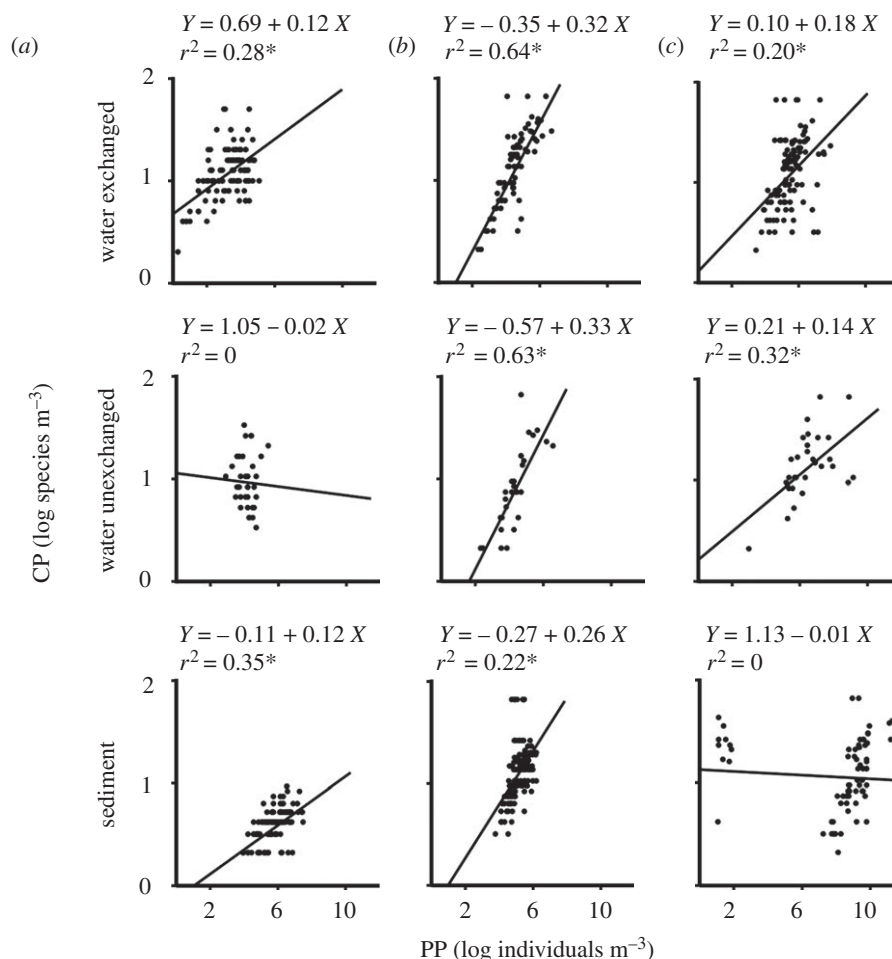 (a)
Y = 0.69 + 0.12 X
r² = 0.28*
(b)
Y = – 0.35 + 0.32 X
r² = 0.64*
(c)
Y = 0.10 + 0.18 X
r² = 0.20*
water exchanged
2
1
0
Y = 1.05 – 0.02 X
r² = 0
Y = – 0.57 + 0.33 X
r² = 0.63*
Y = 0.21 + 0.14 X
r² = 0.32*
CP (log species m⁻³)
water unexchanged
2
1
0
Y = – 0.11 + 0.12 X
r² = 0.35*
Y = – 0.27 + 0.26 X
r² = 0.22*
Y = 1.13 – 0.01 X
r² = 0
sediment
2
1
0
2 6 10
2 6 10
2 6 10
PP (log individuals m⁻³)